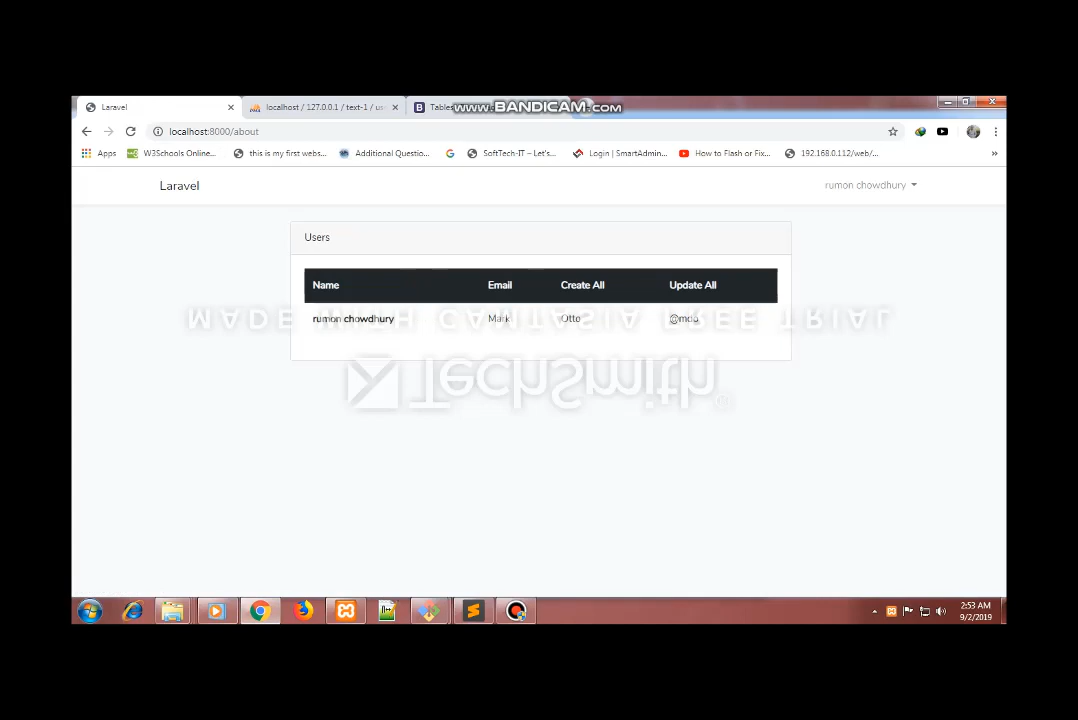 Laravel
localhost / 127.0.0.1 / text-1 / us
Tables
www.BANDICAM.com
localhost:8000/about
Apps
W3Schools Online...
this is my first webs...
Additional Questio...
SoftTech-IT – Let's...
Login | SmartAdmin...
How to Flash or Fix...
192.168.0.112/web/...
»
Laravel
rumon chowdhury
Users
Name Email Create All Update All
rumon chowdhury Mark Otto @mdo
MADE WITH CAMTASIA FREE TRIAL
TechSmith
2:53 AM
9/2/2019